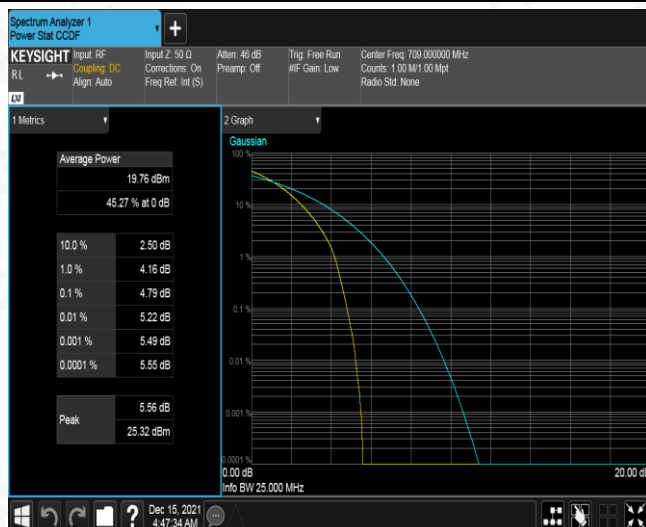 Spectrum Analyzer 1
Power Stat CCDF
KEYSIGHT
Input: RF
Input Z: 50 Ω
Atten: 46 dB
Trig: Free Run
Center Freq: 709.000000 MHz
RL
Coupling: DC
Corrections: On
Preamp: Off
#IF Gain: Low
Counts: 1.00 M/1.00 Mpt
Align: Auto
Freq Ref: Int (S)
Radio Std: None
LXI
1 Metrics
Average Power
19.76 dBm
45.27 % at 0 dB
10.0 % 2.50 dB
1.0 % 4.16 dB
0.1 % 4.79 dB
0.01 % 5.22 dB
0.001 % 5.49 dB
0.0001 % 5.55 dB
Peak
5.56 dB
25.32 dBm
2 Graph
Gaussian
100 %
10 %
1 %
0.1 %
0.01 %
0.001 %
0.0001 %
0.00 dB
20.00 d
Info BW 25.000 MHz
?
Dec 15, 2021
4:47:34 AM